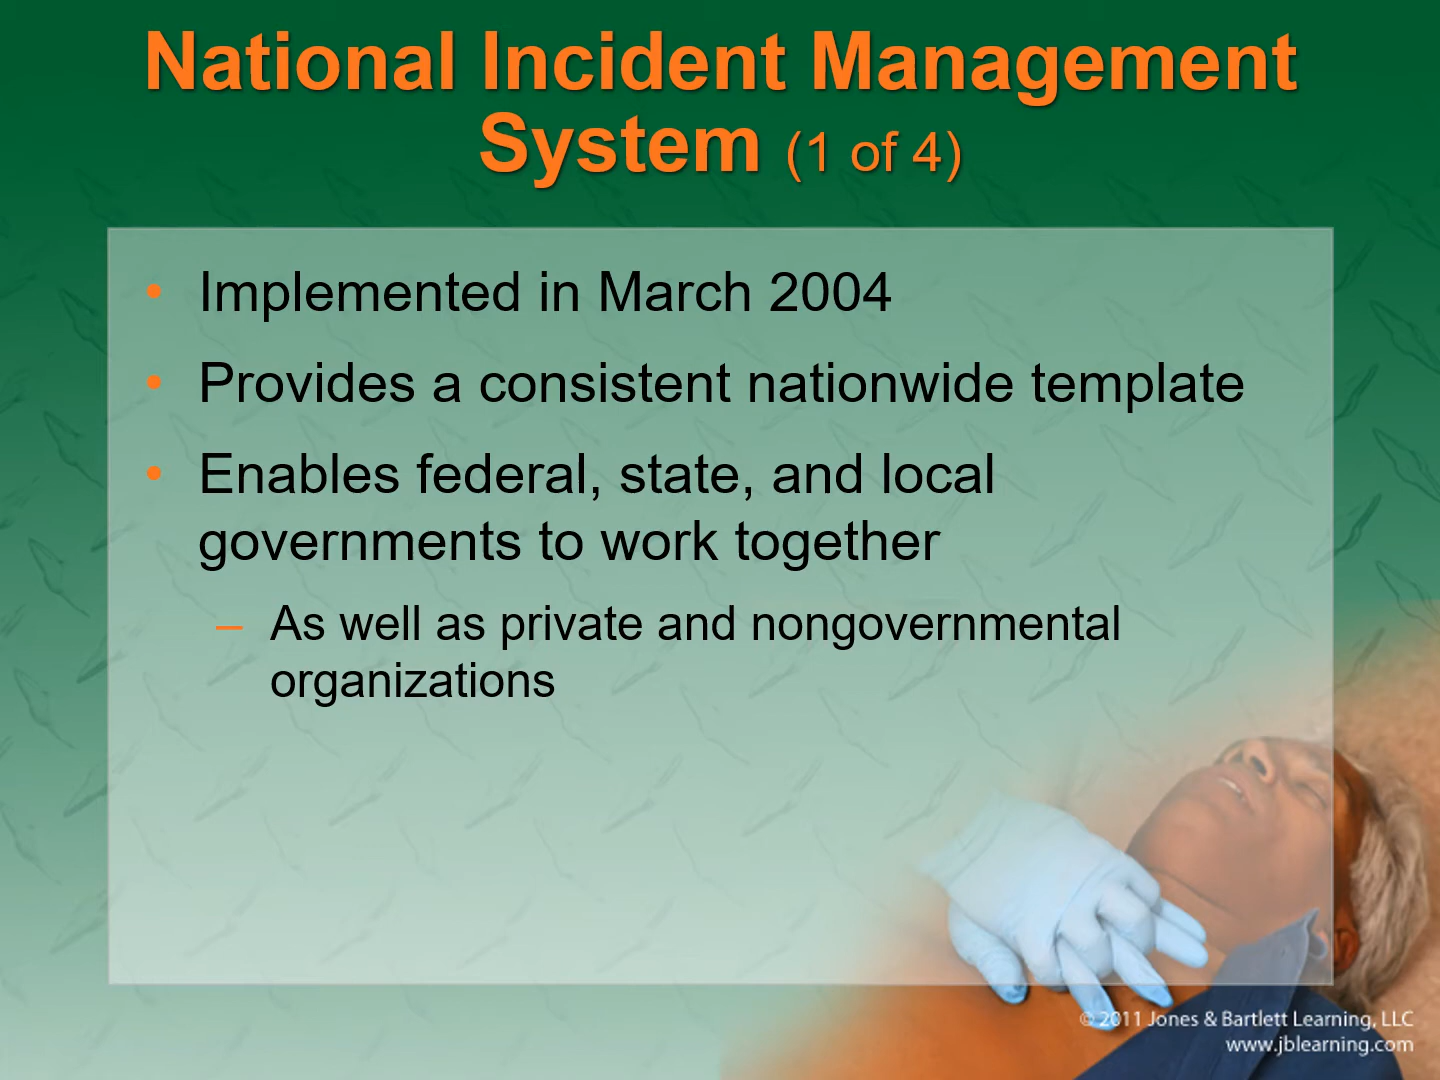 National Incident Management
System (1 of 4)
• Implemented in March 2004
• Provides a consistent nationwide template
• Enables federal, state, and local
governments to work together
– As well as private and nongovernmental
organizations
© 2011 Jones & Bartlett Learning, LLC
www.jblearning.com